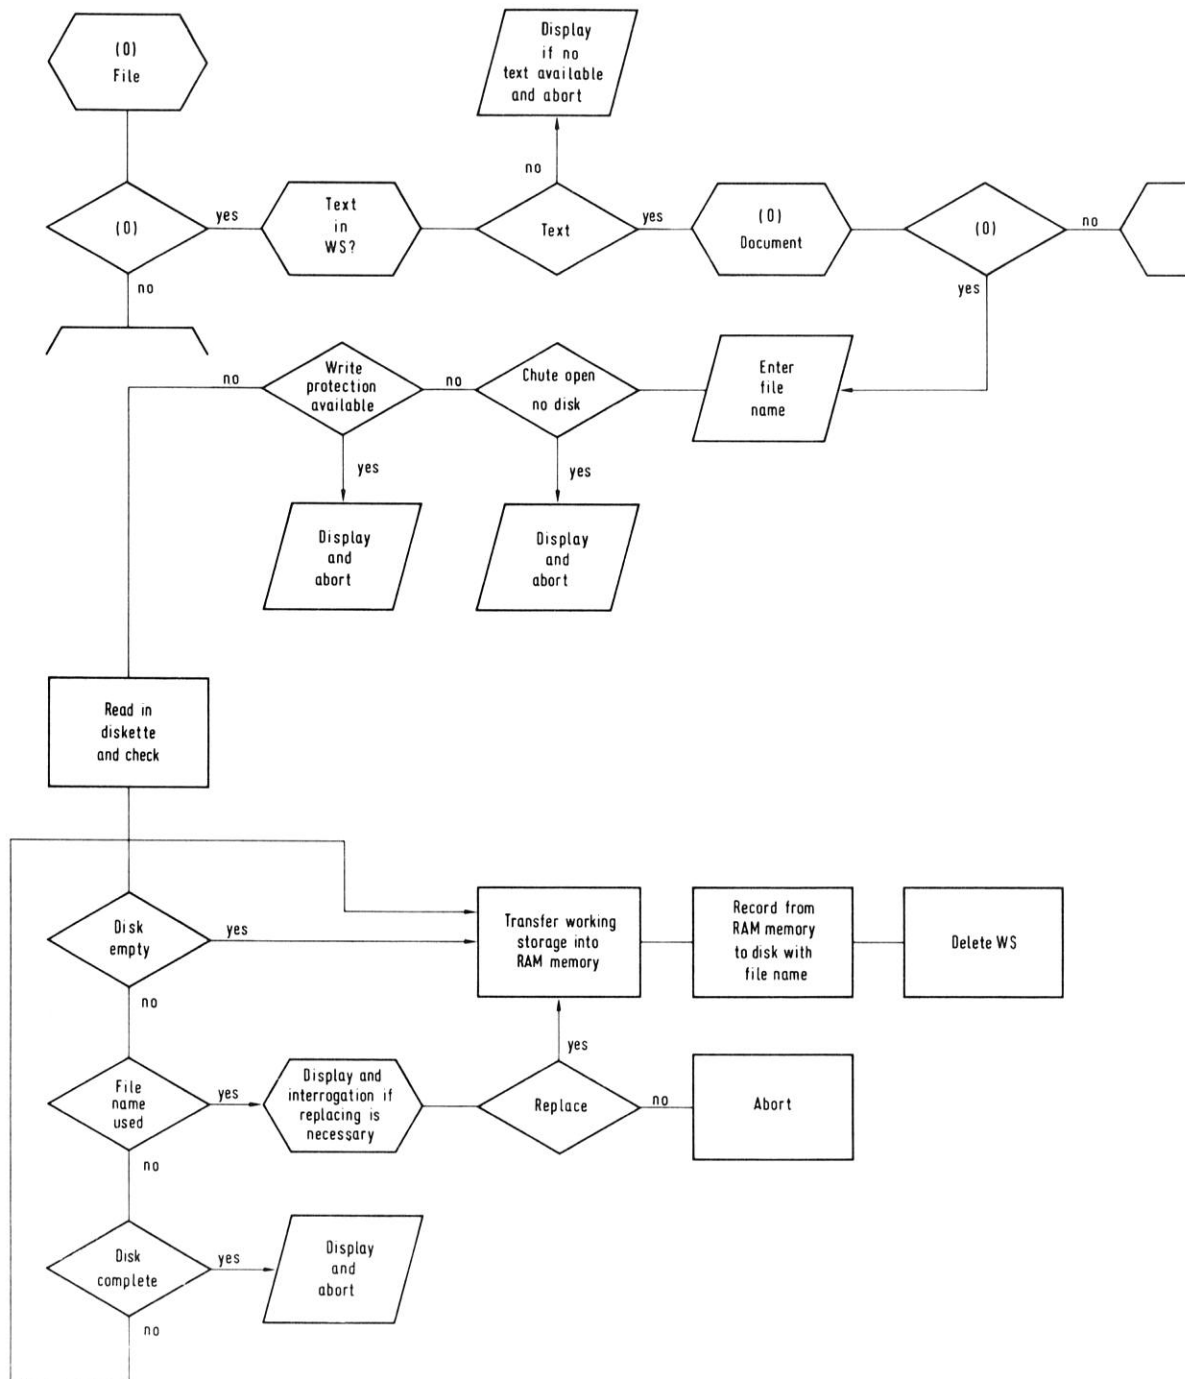 (0)
File
Display
if no
text available
and abort
no
(0)
yes
Text
in
WS?
Text
yes
(0)
Document
(0)
no
no
yes
Write
protection
available
no
no
Chute open
no disk
Enter
file
name
yes
yes
Display
and
abort
Display
and
abort
Read in
diskette
and check
Disk
empty
yes
Transfer working
storage into
RAM memory
Record from
RAM memory
to disk with
file name
Delete WS
no
yes
File
name
used
yes
Display and
interrogation if
replacing is
necessary
Replace
no
Abort
no
Disk
complete
yes
Display
and
abort
no